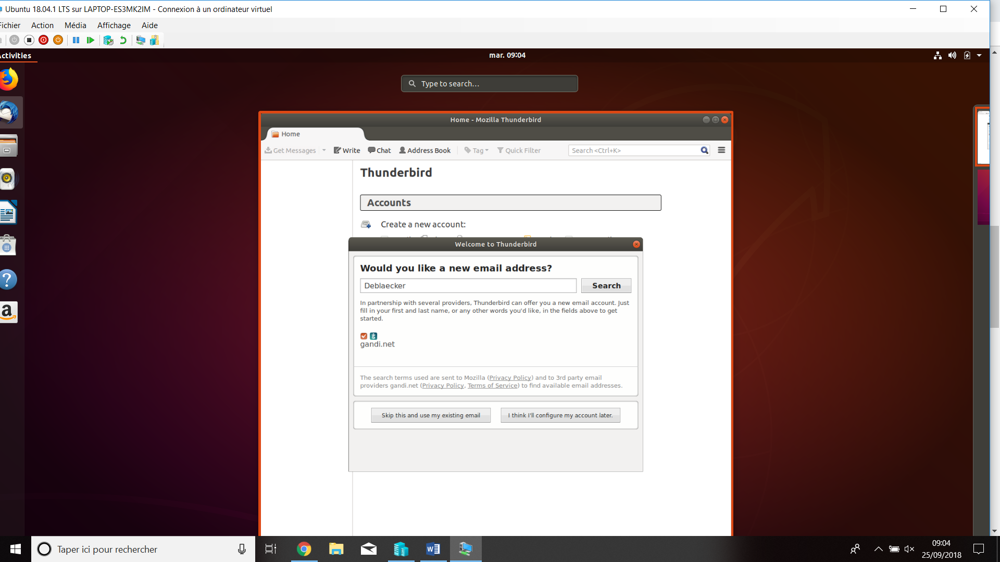 Ubuntu 18.04.1 LTS sur LAPTOP-ES3MK2IM - Connexion à un ordinateur virtuel
Fichier Action Média Affichage Aide
Activities mar. 09:04
Type to search...
Home - Mozilla Thunderbird
Home
Get Messages Write Chat Address Book Tag Quick Filter Search <Ctrl+K>
Thunderbird
Accounts
Create a new account:
Welcome to Thunderbird
Would you like a new email address?
Deblaecker Search
In partnership with several providers, Thunderbird can offer you a new email account. Just
fill in your first and last name, or any other words you'd like, in the fields above to get
started.
gandi.net
The search terms used are sent to Mozilla (Privacy Policy) and to 3rd party email
providers gandi.net (Privacy Policy, Terms of Service) to find available email addresses.
Skip this and use my existing email I think I'll configure my account later.
Taper ici pour rechercher
09:04
25/09/2018